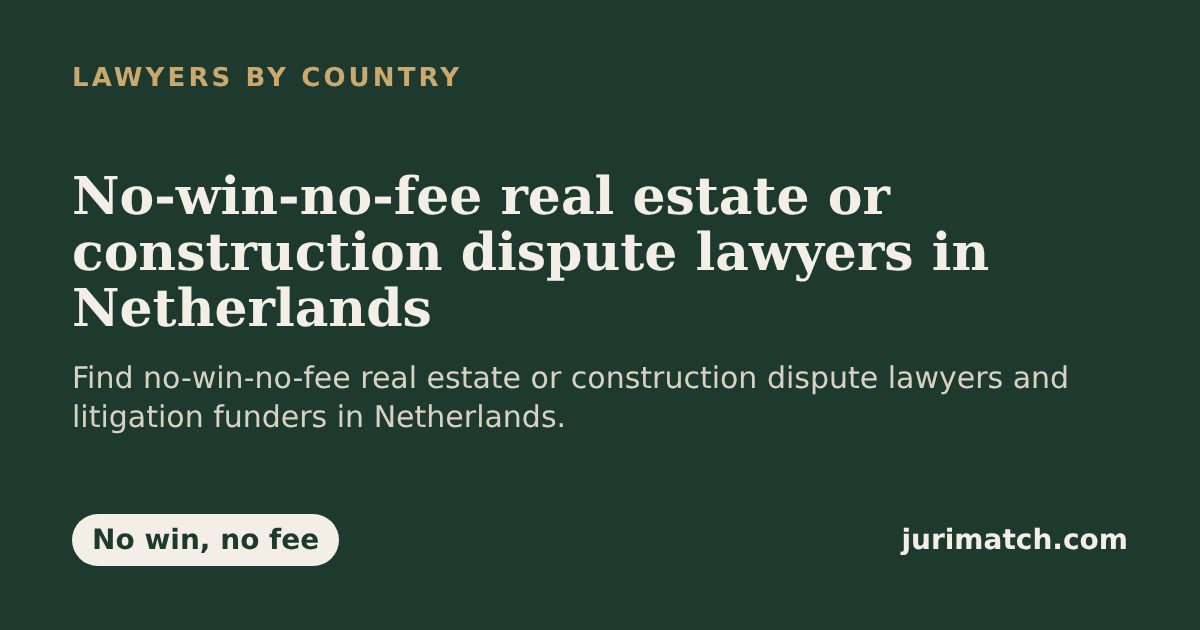 LAWYERS BY COUNTRY
No-win-no-fee real estate or
construction dispute lawyers in
Netherlands
Find no-win-no-fee real estate or construction dispute lawyers and
litigation funders in Netherlands.
No win, no fee
jurimatch.com